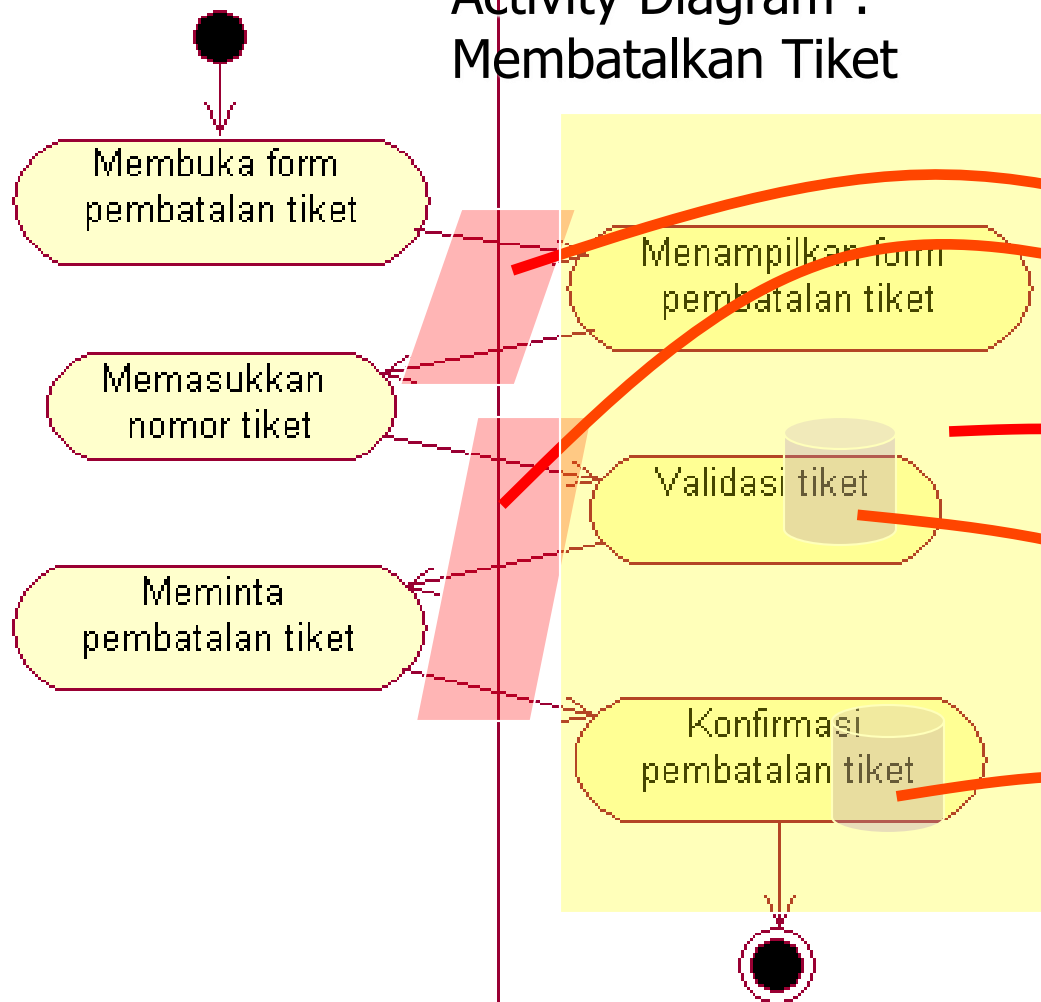 Activity Diagram :
Membatalkan Tiket
Membuka form
pembatalan tiket
Menampilkan form
pembatalan tiket
Memasukkan
nomor tiket
Validasi tiket
Meminta
pembatalan tiket
Konfirmasi
pembatalan tiket